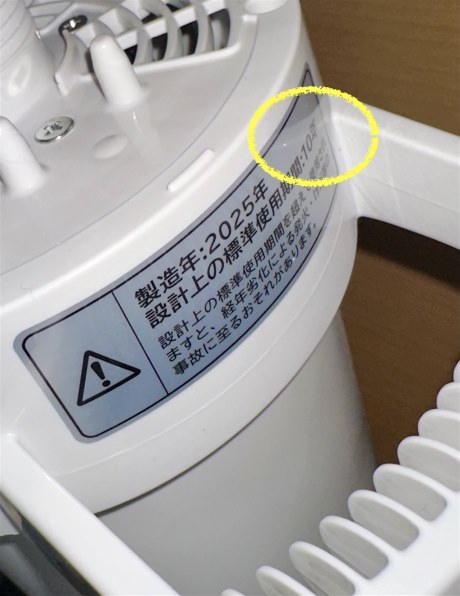 製造年:2025年
設計上の標準使用期間:10年
設計上の標準使用期間を超えて
ますと、経年劣化による発火・
事故に至るおそれがあります。